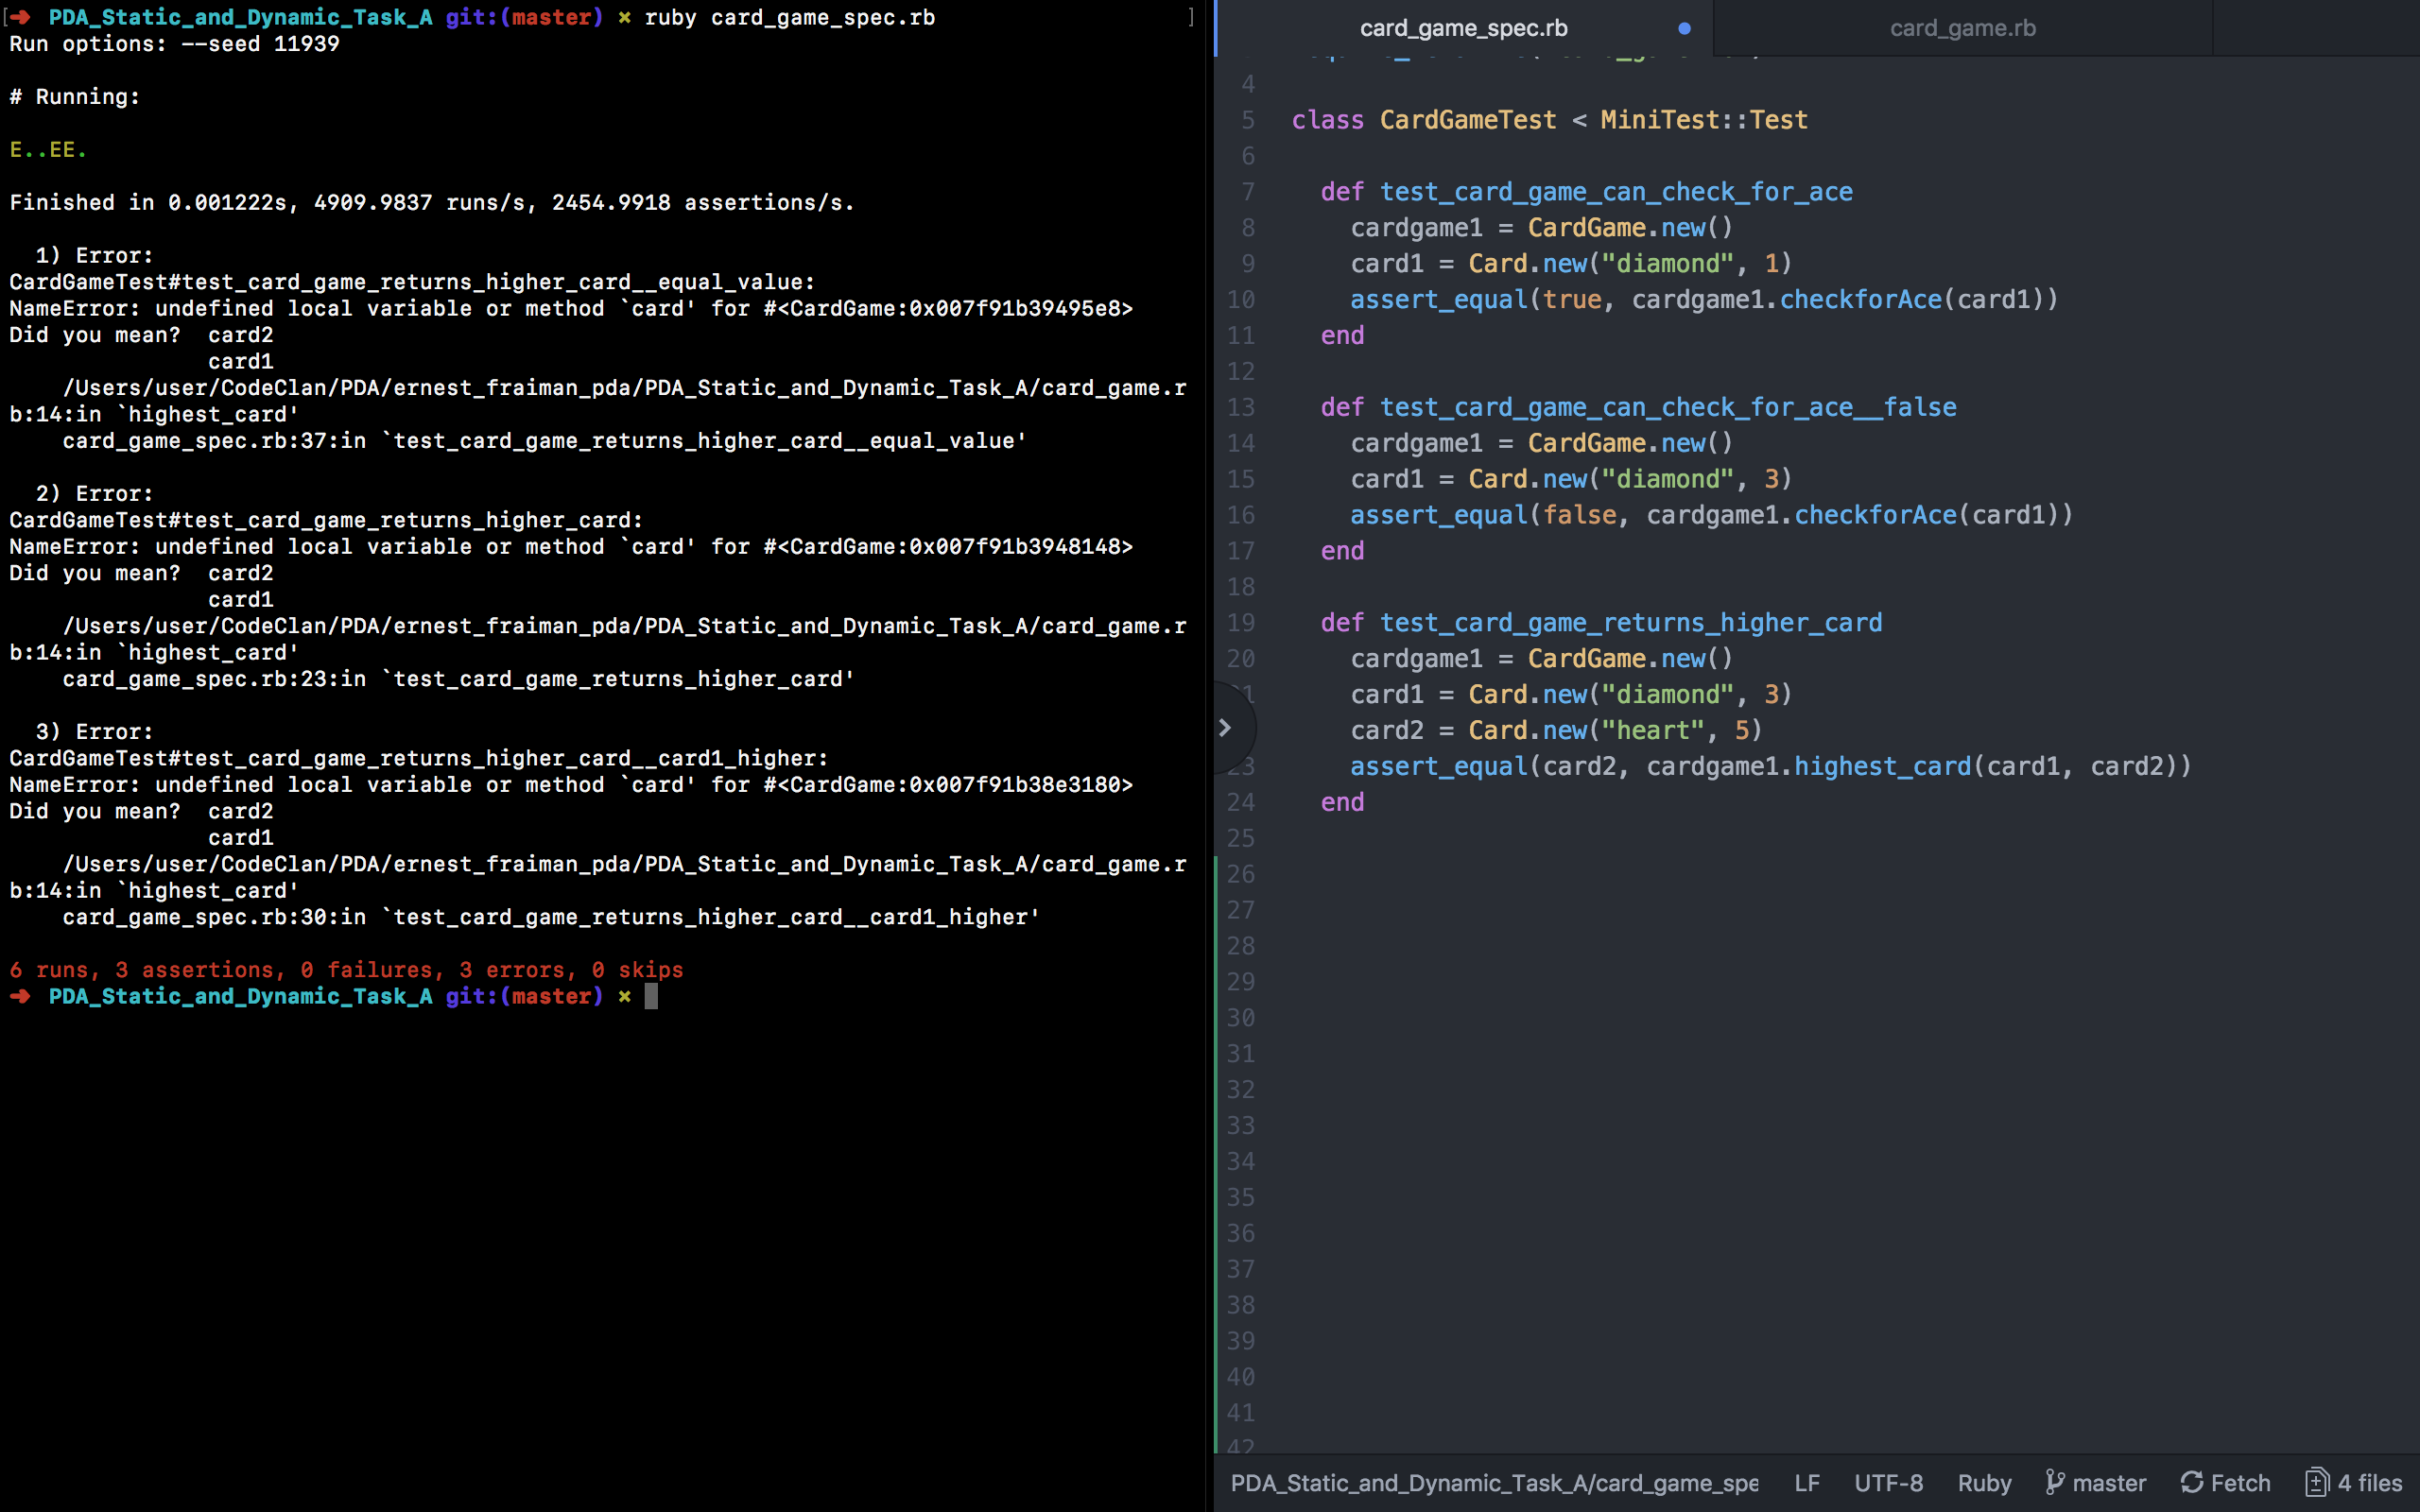 [➜ PDA_Static_and_Dynamic_Task_A git:(master) ✗ ruby card_game_spec.rb ]
Run options: --seed 11939
# Running:
E..EE.
Finished in 0.001222s, 4909.9837 runs/s, 2454.9918 assertions/s.
1) Error:
CardGameTest#test_card_game_returns_higher_card__equal_value:
NameError: undefined local variable or method `card' for #<CardGame:0x007f91b39495e8>
Did you mean?  card2
card1
/Users/user/CodeClan/PDA/ernest_fraiman_pda/PDA_Static_and_Dynamic_Task_A/card_game.r
b:14:in `highest_card'
card_game_spec.rb:37:in `test_card_game_returns_higher_card__equal_value'
2) Error:
CardGameTest#test_card_game_returns_higher_card:
NameError: undefined local variable or method `card' for #<CardGame:0x007f91b3948148>
Did you mean?  card2
card1
/Users/user/CodeClan/PDA/ernest_fraiman_pda/PDA_Static_and_Dynamic_Task_A/card_game.r
b:14:in `highest_card'
card_game_spec.rb:23:in `test_card_game_returns_higher_card'
3) Error:
CardGameTest#test_card_game_returns_higher_card__card1_higher:
NameError: undefined local variable or method `card' for #<CardGame:0x007f91b38e3180>
Did you mean?  card2
card1
/Users/user/CodeClan/PDA/ernest_fraiman_pda/PDA_Static_and_Dynamic_Task_A/card_game.r
b:14:in `highest_card'
card_game_spec.rb:30:in `test_card_game_returns_higher_card__card1_higher'
6 runs, 3 assertions, 0 failures, 3 errors, 0 skips
➜ PDA_Static_and_Dynamic_Task_A git:(master) ✗
card_game_spec.rb
card_game.rb
4
5 class CardGameTest < MiniTest::Test
6
7 def test_card_game_can_check_for_ace
8 cardgame1 = CardGame.new()
9 card1 = Card.new("diamond", 1)
10 assert_equal(true, cardgame1.checkforAce(card1))
11 end
12
13 def test_card_game_can_check_for_ace__false
14 cardgame1 = CardGame.new()
15 card1 = Card.new("diamond", 3)
16 assert_equal(false, cardgame1.checkforAce(card1))
17 end
18
19 def test_card_game_returns_higher_card
20 cardgame1 = CardGame.new()
card1 = Card.new("diamond", 3)
card2 = Card.new("heart", 5)
23 assert_equal(card2, cardgame1.highest_card(card1, card2))
24 end
25
26
27
28
29
30
31
32
33
34
35
36
37
38
39
40
41
42
PDA_Static_and_Dynamic_Task_A/card_game_spe LF UTF-8 Ruby master Fetch 4 files